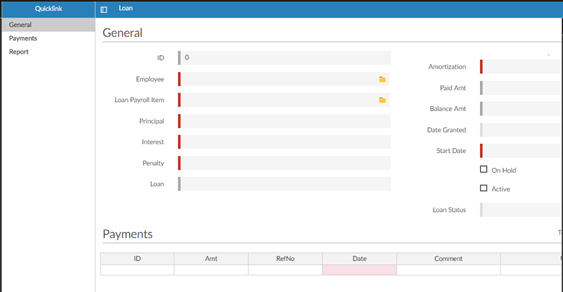 Quicklink
Loan
General
Payments
Report
General
ID 0
Employee
Loan Payroll Item
Principal
Interest
Penalty
Loan
Amortization
Paid Amt
Balance Amt
Date Granted
Start Date
On Hold
Active
Loan Status
Payments
ID Amt RefNo Date Comment